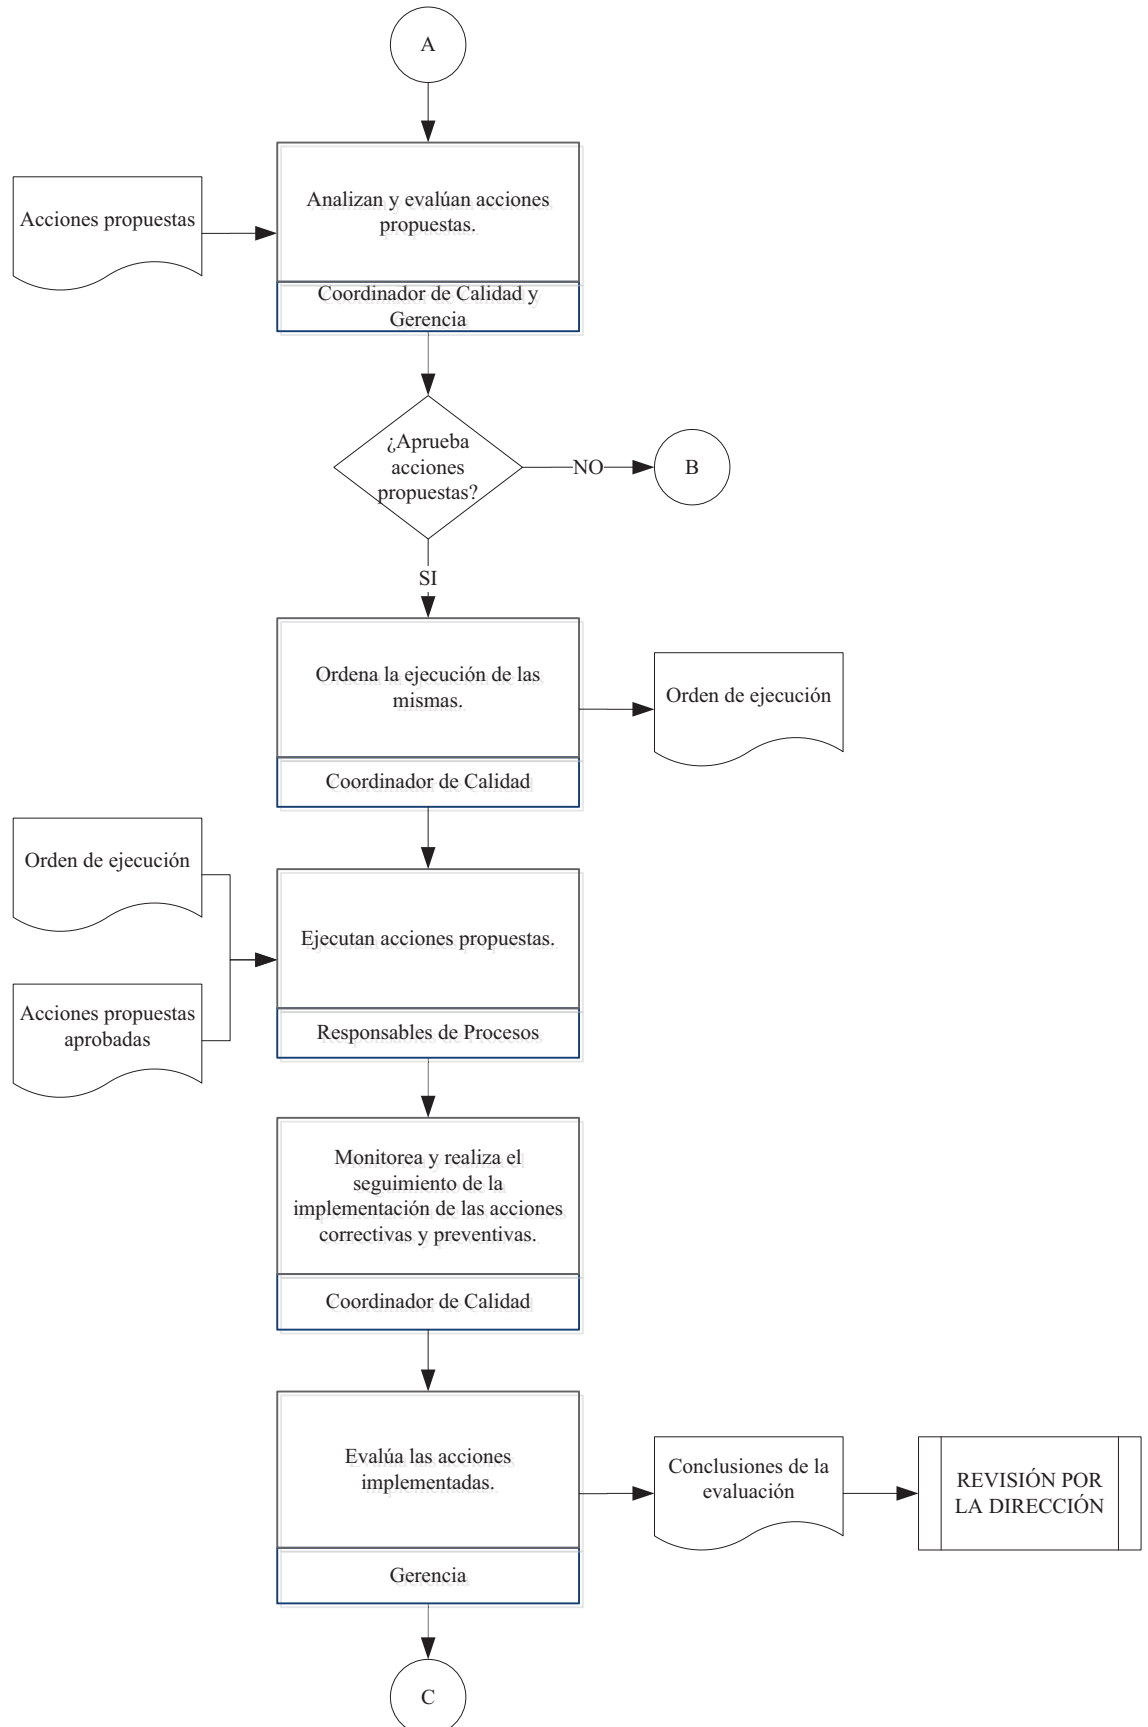 A
Acciones propuestas
Analizan y evalúan acciones
propuestas.
Coordinador de Calidad y
Gerencia
¿Aprueba
acciones
propuestas?
NO
B
SI
Ordena la ejecución de las
mismas.
Coordinador de Calidad
Orden de ejecución
Orden de ejecución
Acciones propuestas
aprobadas
Ejecutan acciones propuestas.
Responsables de Procesos
Monitorea y realiza el
seguimiento de la
implementación de las acciones
correctivas y preventivas.
Coordinador de Calidad
Evalúa las acciones
implementadas.
Gerencia
Conclusiones de la
evaluación
REVISIÓN POR
LA DIRECCIÓN
C